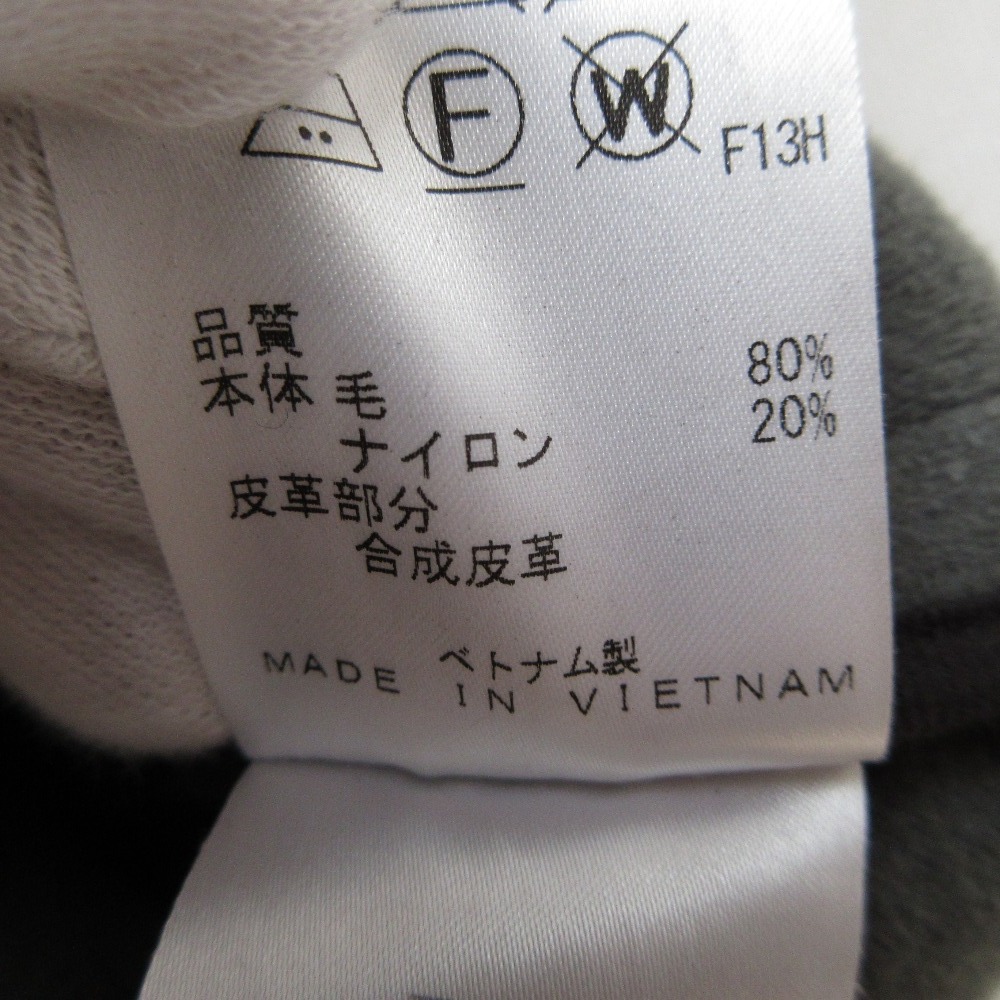 F W F13H
品質
本体 毛 80%
ナイロン 20%
皮革部分
合成皮革
ベトナム製
MADE IN VIETNAM